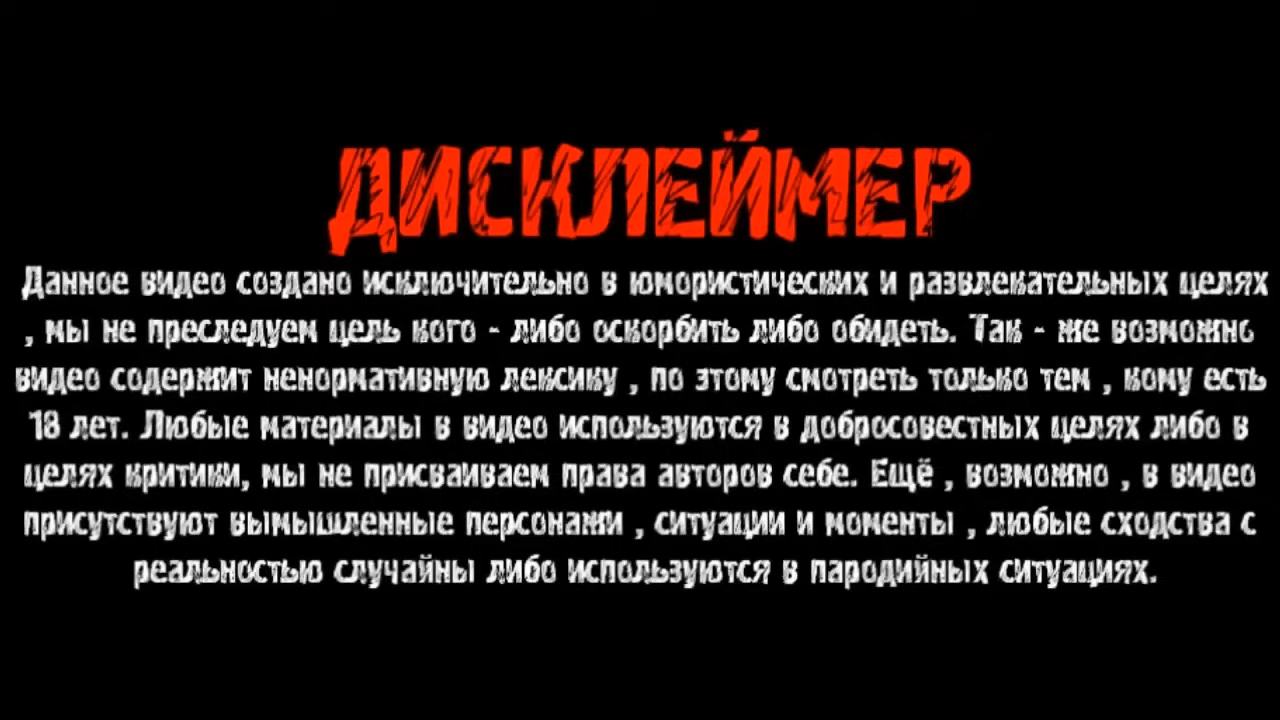 ДИСКЛЕЙМЕР
Данное видео создано исключительно в юмористических и развлекательных целях
, мы не преследуем цель кого - либо оскорбить либо обидеть. Так - же возможно
видео содержит ненормативную лексику , по этому смотреть только тем , кому есть
18 лет. Любые материалы в видео используются в добросовестных целях либо в
целях критики, мы не присваиваем права авторов себе. Ещё , возможно , в видео
присутствуют вымышленные персонажи , ситуации и моменты , любые сходства с
реальностью случайны либо используются в пародийных ситуациях.